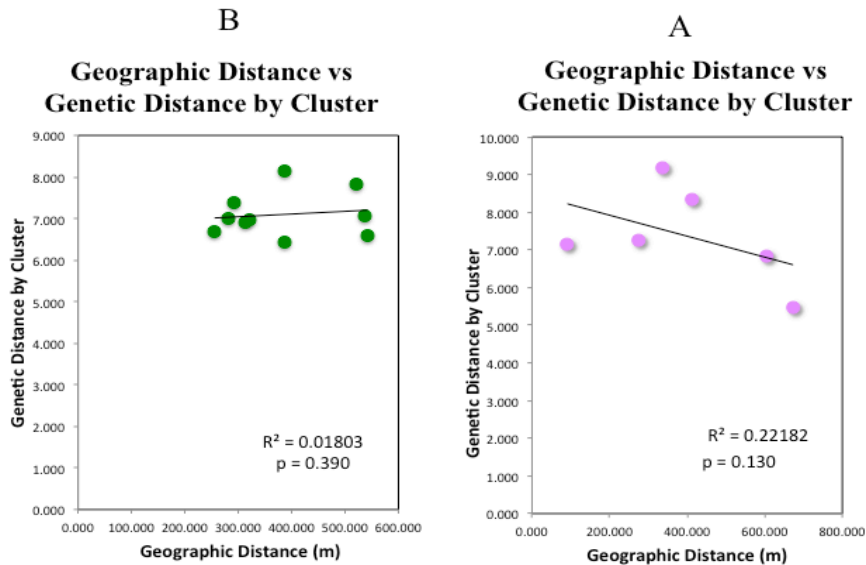 B
Geographic Distance vs
Genetic Distance by Cluster
9.000
8.000
7.000
6.000
5.000
4.000
3.000
2.000
1.000
0.000
Genetic Distance by Cluster
R² = 0.01803
p = 0.390
0.000 100.000 200.000 300.000 400.000 500.000 600.000
Geographic Distance (m)
A
Geographic Distance vs
Genetic Distance by Cluster
10.000
9.000
8.000
7.000
6.000
5.000
4.000
3.000
2.000
1.000
0.000
Genetic Distance by Cluster
R² = 0.22182
p = 0.130
0.000 200.000 400.000 600.000 800.000
Geographic Distance (m)